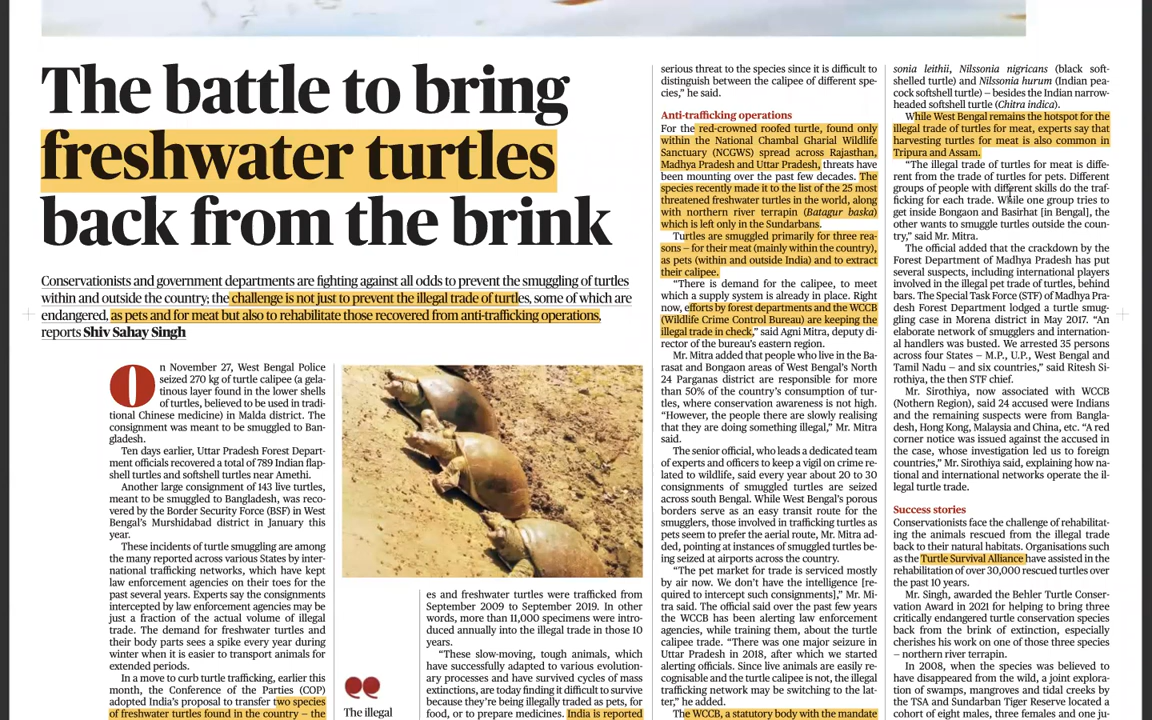 The battle to bring
freshwater turtles
back from the brink
Conservationists and government departments are fighting against all odds to prevent the smuggling of turtles
within and outside the country; the challenge is not just to prevent the illegal trade of turtles, some of which are
endangered, as pets and for meat but also to rehabilitate those recovered from anti-trafficking operations,
reports Shiv Sahay Singh
On November 27, West Bengal Police
seized 270 kg of turtle calipee (a gela-
tinous layer found in the lower shells
of turtles, believed to be used in tradi-
tional Chinese medicine) in Malda district. The
consignment was meant to be smuggled to Ban-
gladesh.
Ten days earlier, Uttar Pradesh Forest Depart-
ment officials recovered a total of 789 Indian flap-
shell turtles and softshell turtles near Amethi.
Another large consignment of 143 live turtles,
meant to be smuggled to Bangladesh, was reco-
vered by the Border Security Force (BSF) in West
Bengal's Murshidabad district in January this
year.
These incidents of turtle smuggling are among
the many reported across various States by inter-
national trafficking networks, which have kept
law enforcement agencies on their toes for the
past several years. Experts say the consignments
intercepted by law enforcement agencies may be
just a fraction of the actual volume of illegal
trade. The demand for freshwater turtles and
their body parts sees a spike every year during
winter when it is easier to transport animals for
extended periods.
In a move to curb turtle trafficking, earlier this
month, the Conference of the Parties (COP)
adopted India's proposal to transfer two species
of freshwater turtles found in the country – the
The illegal
es and freshwater turtles were trafficked from
September 2009 to September 2019. In other
words, more than 11,000 specimens were intro-
duced annually into the illegal trade in those 10
years.
"These slow-moving, tough animals, which
have successfully adapted to various evolution-
ary processes and have survived cycles of mass
extinctions, are today finding it difficult to survive
because they're being illegally traded as pets, for
food, or to prepare medicines. India is reported
serious threat to the species since it is difficult to
distinguish between the calipee of different spe-
cies," he said.
Anti-trafficking operations
For the red-crowned roofed turtle, found only
within the National Chambal Gharial Wildlife
Sanctuary (NCGWS) spread across Rajasthan,
Madhya Pradesh and Uttar Pradesh, threats have
been mounting over the past few decades. The
species recently made it to the list of the 25 most
threatened freshwater turtles in the world, along
with northern river terrapin (Batagur baska)
which is left only in the Sundarbans.
Turtles are smuggled primarily for three rea-
sons – for their meat (mainly within the country),
as pets (within and outside India) and to extract
their calipee.
"There is demand for the calipee, to meet
which a supply system is already in place. Right
now, efforts by forest departments and the WCCB
(Wildlife Crime Control Bureau) are keeping the
illegal trade in check," said Agni Mitra, deputy di-
rector of the bureau's eastern region.
Mr. Mitra added that people who live in the Ba-
rasat and Bongaon areas of West Bengal's North
24 Parganas district are responsible for more
than 50% of the country's consumption of tur-
tles, where conservation awareness is not high.
"However, the people there are slowly realising
that they are doing something illegal," Mr. Mitra
said.
The senior official, who leads a dedicated team
of experts and officers to keep a vigil on crime re-
lated to wildlife, said every year about 20 to 30
consignments of smuggled turtles are seized
across south Bengal. While West Bengal's porous
borders serve as an easy transit route for the
smugglers, those involved in trafficking turtles as
pets seem to prefer the aerial route, Mr. Mitra ad-
ded, pointing at instances of smuggled turtles be-
ing seized at airports across the country.
"The pet market for trade is serviced mostly
by air now. We don't have the intelligence [re-
quired to intercept such consignments]," Mr. Mi-
tra said. The official said over the past few years
the WCCB has been alerting law enforcement
agencies, while training them, about the turtle
calipee trade. "There was one major seizure in
Uttar Pradesh in 2018, after which we started
alerting officials. Since live animals are easily re-
cognisable and the turtle calipee is not, the illegal
trafficking network may be switching to the lat-
ter," he added.
The WCCB, a statutory body with the mandate
sonia leithii, Nilssonia nigricans (black soft-
shelled turtle) and Nilssonia hurum (Indian pea-
cock softshell turtle) – besides the Indian narrow-
headed softshell turtle (Chitra indica).
While West Bengal remains the hotspot for the
illegal trade of turtles for meat, experts say that
harvesting turtles for meat is also common in
Tripura and Assam.
"The illegal trade of turtles for meat is diffe-
rent from the trade of turtles for pets. Different
groups of people with different skills do the traf-
ficking for each trade. While one group tries to
get inside Bongaon and Basirhat [in Bengal], the
other wants to smuggle turtles outside the coun-
try," said Mr. Mitra.
The official added that the crackdown by the
Forest Department of Madhya Pradesh has put
several suspects, including international players
involved in the illegal pet trade of turtles, behind
bars. The Special Task Force (STF) of Madhya Pra-
desh Forest Department lodged a turtle smug-
gling case in Morena district in May 2017. "An
elaborate network of smugglers and internation-
al handlers was busted. We arrested 35 persons
across four States – M.P., U.P., West Bengal and
Tamil Nadu – and six countries," said Ritesh Si-
rothiya, the then STF chief.
Mr. Sirothiya, now associated with WCCB
(Nothern Region), said 24 accused were Indians
and the remaining suspects were from Bangla-
desh, Hong Kong, Malaysia and China, etc. "A red
corner notice was issued against the accused in
the case, whose investigation led us to foreign
countries," Mr. Sirothiya said, explaining how na-
tional and international networks operate the il-
legal turtle trade.
Success stories
Conservationists face the challenge of rehabilitat-
ing the animals rescued from the illegal trade
back to their natural habitats. Organisations such
as the Turtle Survival Alliance have assisted in the
rehabilitation of over 30,000 rescued turtles over
the past 10 years.
Mr. Singh, awarded the Behler Turtle Conser-
vation Award in 2021 for helping to bring three
critically endangered turtle conservation species
back from the brink of extinction, especially
cherishes his work on one of those three species
– northern river terrapin.
In 2008, when the species was believed to
have disappeared from the wild, a joint explora-
tion of swamps, mangroves and tidal creeks by
the TSA and Sundarban Tiger Reserve located a
cohort of eight males, three females and one ju-